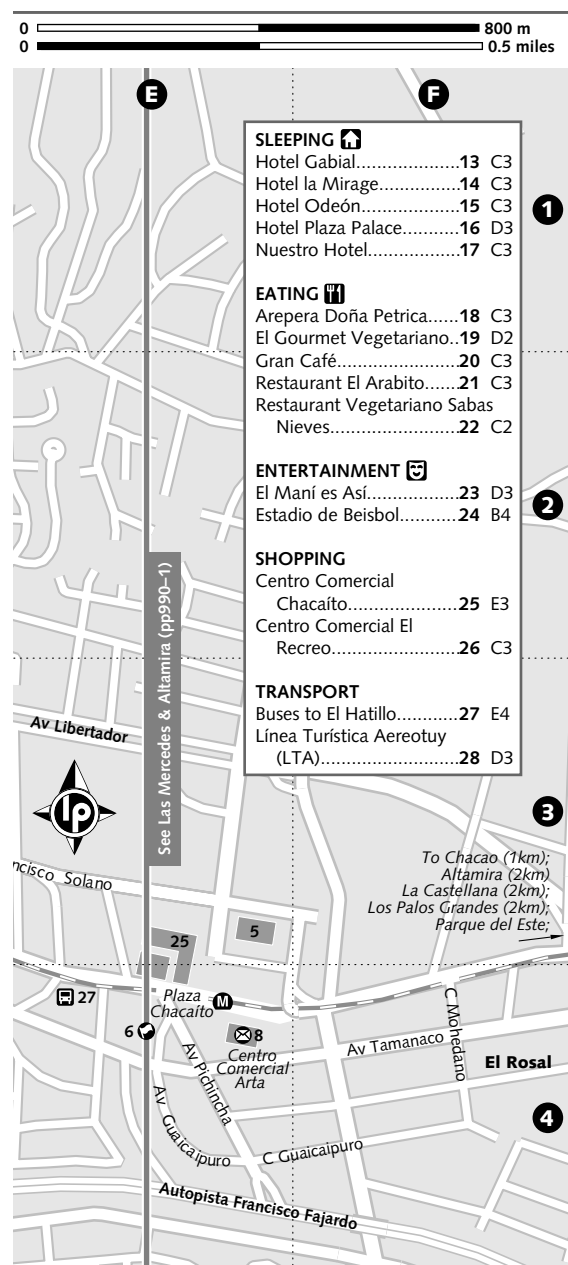 0 800 m
0 0.5 miles
E F
SLEEPING
Hotel Gabial...................13 C3
Hotel la Mirage...............14 C3
Hotel Odeón...................15 C3
Hotel Plaza Palace............16 D3
Nuestro Hotel.................17 C3
EATING
Arepera Doña Petrica......18 C3
El Gourmet Vegetariano..19 D2
Gran Café......................20 C3
Restaurant El Arabito......21 C3
Restaurant Vegetariano Sabas
Nieves.......................22 C2
ENTERTAINMENT
El Maní es Así.................23 D3
Estadio de Beisbol...........24 B4
SHOPPING
Centro Comercial
Chacaíto....................25 E3
Centro Comercial El
Recreo.......................26 C3
TRANSPORT
Buses to El Hatillo............27 E4
Línea Turística Aereotuy
(LTA).........................28 D3
1
2
3
4
See Las Mercedes & Altamira (pp990–1)
Av Libertador
lp
ncisco Solano
To Chacao (1km);
Altamira (2km)
La Castellana (2km);
Los Palos Grandes (2km);
Parque del Este;
25
5
27
Plaza
Chacaíto
M
6
8
Centro
Comercial
Arta
Av Pichincha
Av Tamanaco
C Mohedano
El Rosal
Av Guaicaipuro
C Guaicaipuro
Autopista Francisco Fajardo